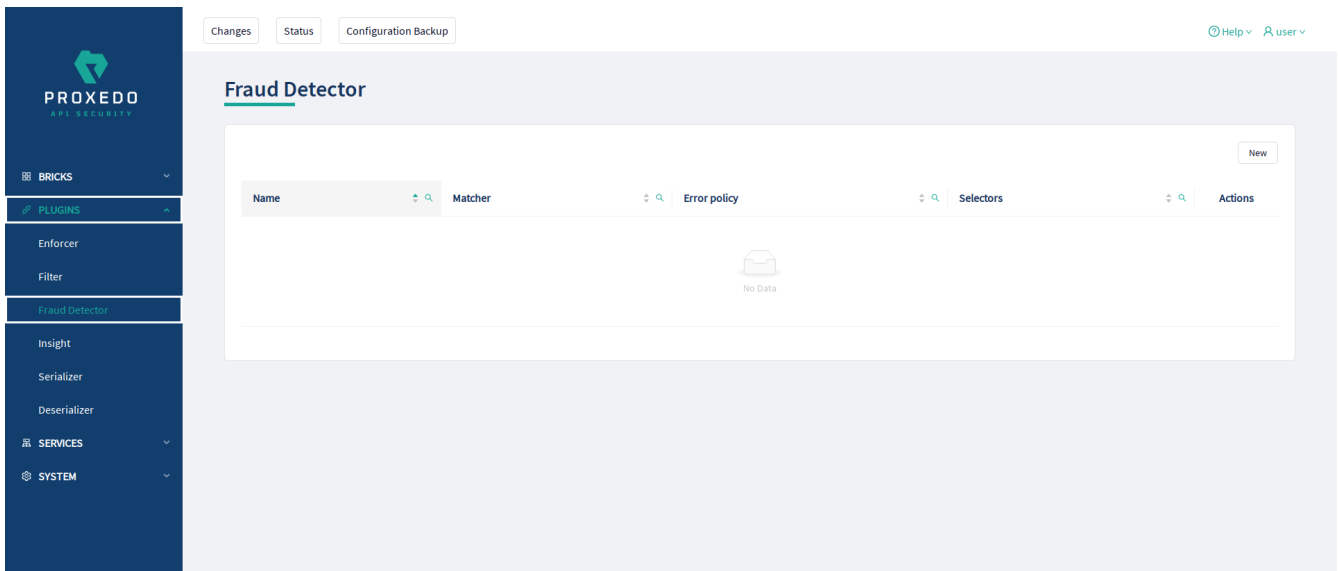 Changes Status Configuration Backup Help user
PROXEDO
API SECURITY
Fraud Detector
New
BRICKS
PLUGINS
Enforcer
Filter
Fraud Detector
Insight
Serializer
Deserializer
SERVICES
SYSTEM
Name Matcher Error policy Selectors Actions
No Data